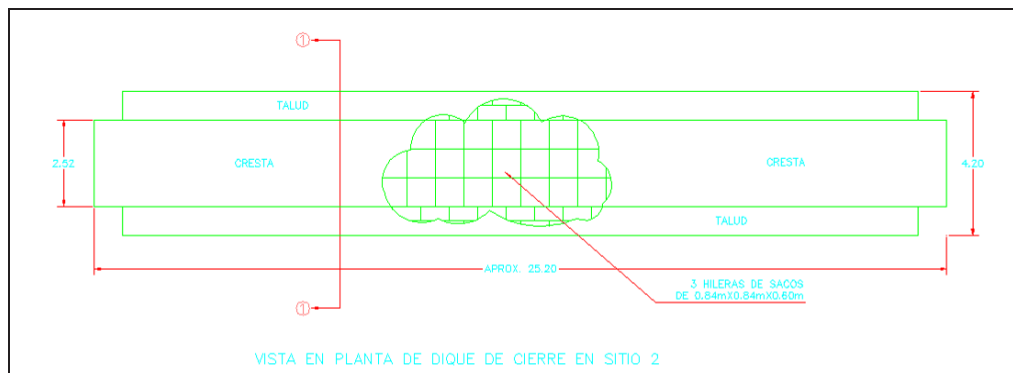 1
TALUD
2.52
CRESTA
CRESTA
4.20
TALUD
APROX. 25.20
3 HILERAS DE SACOS
DE 0.84mX0.84mX0.60m
1
VISTA EN PLANTA DE DIQUE DE CIERRE EN SITIO 2